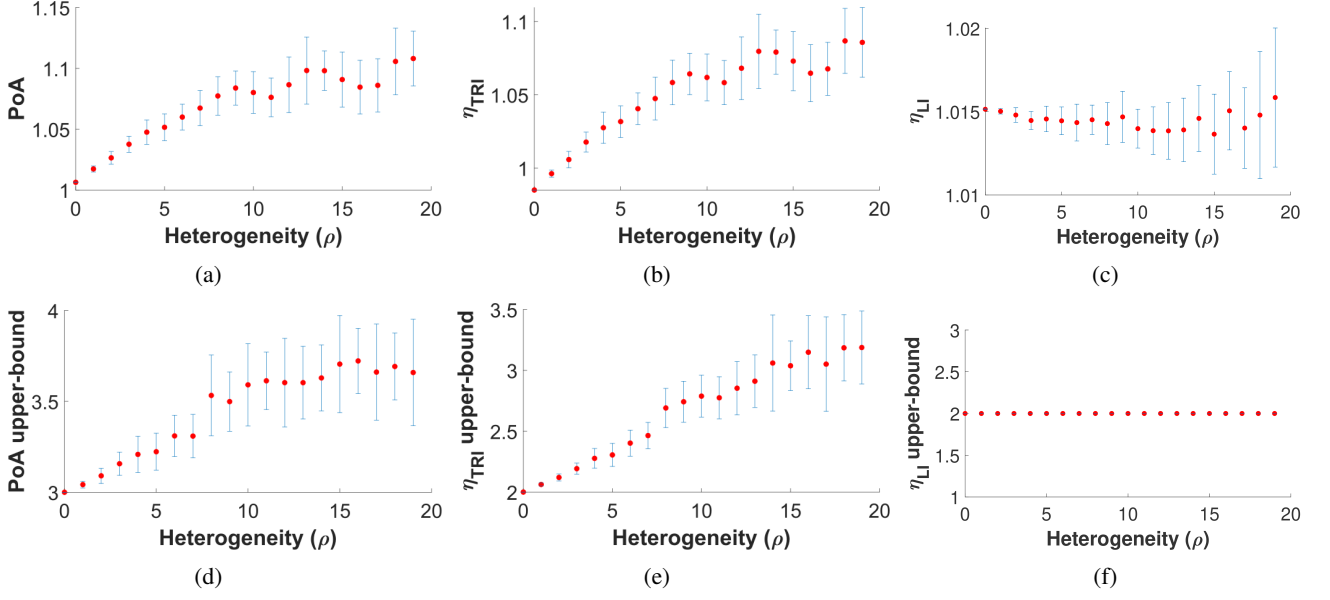 PoA
1.15
1.1
1.05
1
0
5
10
15
20
Heterogeneity (ρ)
(a)
η_TRI
1.1
1.05
1
0
5
10
15
20
Heterogeneity (ρ)
(b)
η_LI
1.02
1.015
1.01
0
5
10
15
20
Heterogeneity (ρ)
(c)
PoA upper-bound
4
3.5
3
0
5
10
15
20
Heterogeneity (ρ)
(d)
η_TRI upper-bound
3.5
3
2.5
2
0
5
10
15
20
Heterogeneity (ρ)
(e)
η_LI upper-bound
3
2.5
2
1.5
1
0
5
10
15
20
Heterogeneity (ρ)
(f)